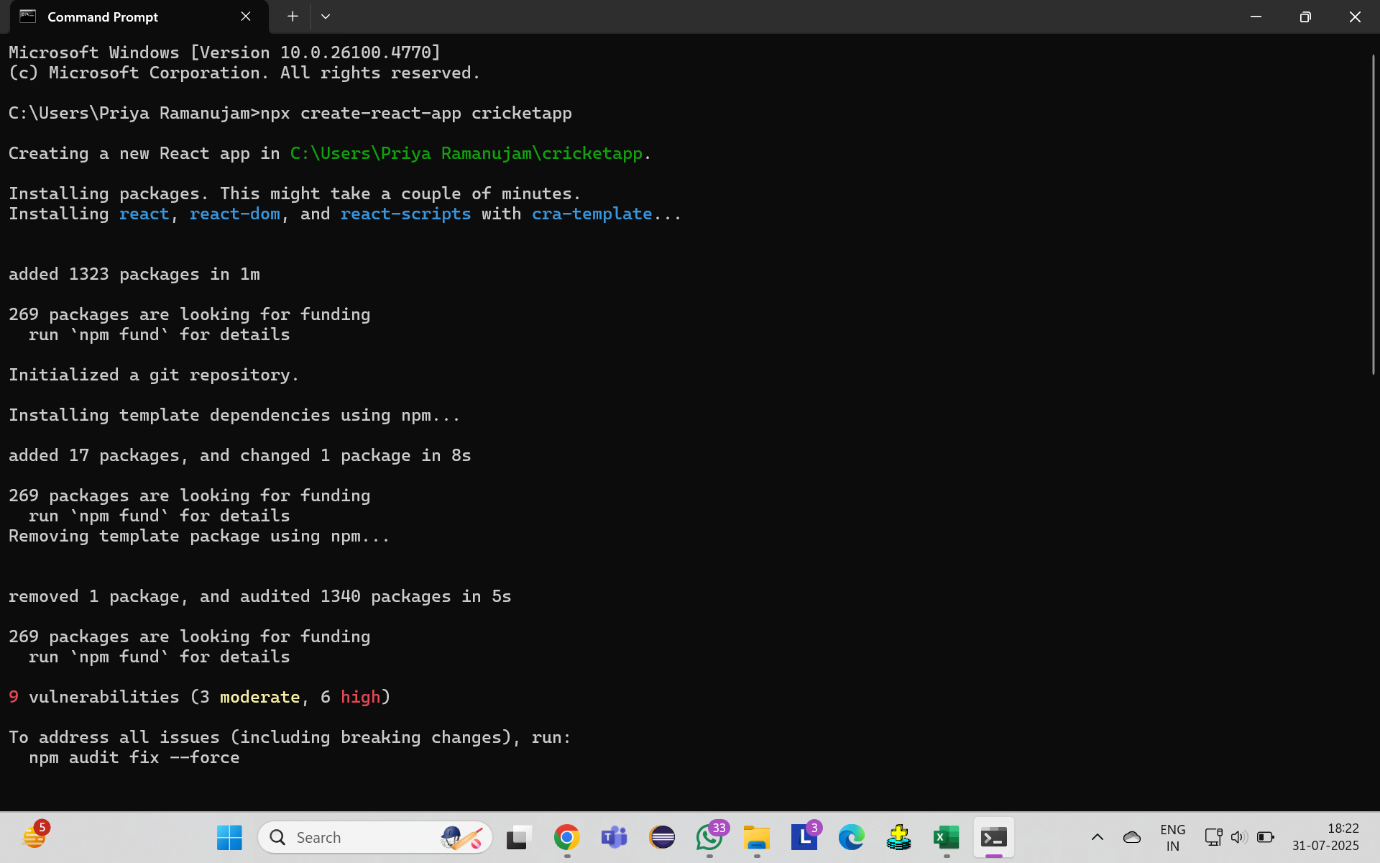 Command Prompt
Microsoft Windows [Version 10.0.26100.4770]
(c) Microsoft Corporation. All rights reserved.
C:\Users\Priya Ramanujam>npx create-react-app cricketapp
Creating a new React app in C:\Users\Priya Ramanujam\cricketapp.
Installing packages. This might take a couple of minutes.
Installing react, react-dom, and react-scripts with cra-template...
added 1323 packages in 1m
269 packages are looking for funding
  run `npm fund` for details
Initialized a git repository.
Installing template dependencies using npm...
added 17 packages, and changed 1 package in 8s
269 packages are looking for funding
  run `npm fund` for details
Removing template package using npm...
removed 1 package, and audited 1340 packages in 5s
269 packages are looking for funding
  run `npm fund` for details
9 vulnerabilities (3 moderate, 6 high)
To address all issues (including breaking changes), run:
  npm audit fix --force
5
Search
33
L 3
ENG
IN
18:22
31-07-2025